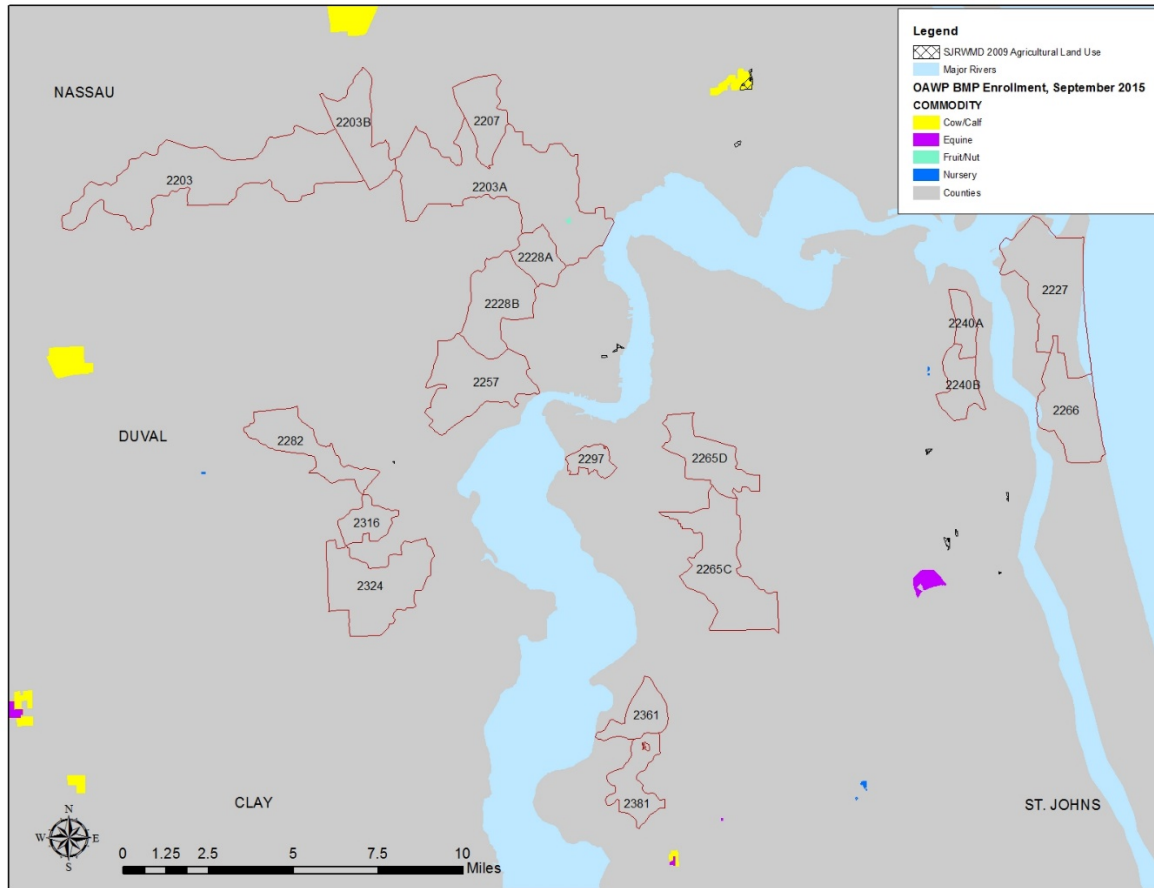 Legend
SJRWMD 2009 Agricultural Land Use
Major Rivers
OAWP BMP Enrollment, September 2015
COMMODITY
Cow/Calf
Equine
Fruit/Nut
Nursery
Counties
NASSAU
2203B
2207
2203
2203A
2228A
2228B
2227
2240A
2257
2240B
2266
DUVAL
2282
2297
2265D
2316
2265C
2324
2361
2381
CLAY
ST. JOHNS
N
W E
S
0 1.25 2.5 5 7.5 10
Miles